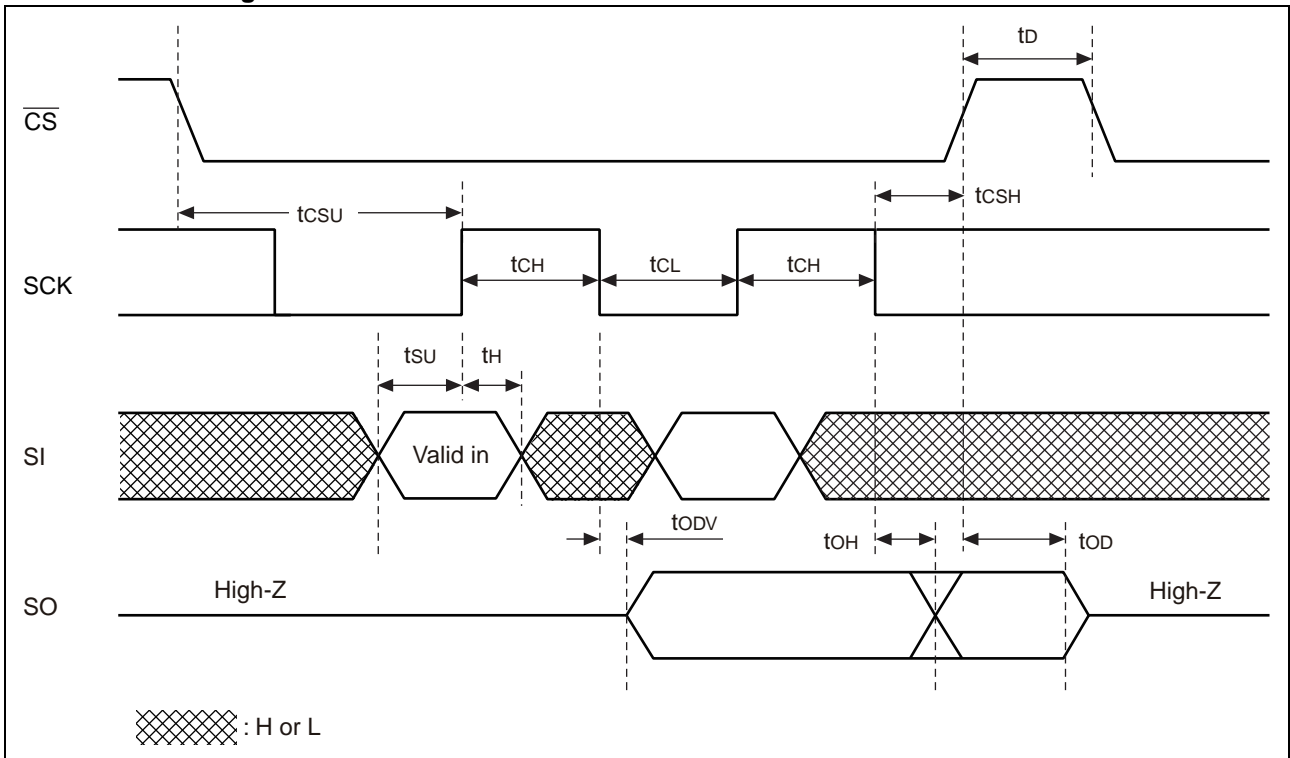 tD
CS
tCSH
tCSU
SCK
tCH
tCL
tCH
tSU
tH
SI
Valid in
tODV
tOH
tOD
SO
High-Z
High-Z
: H or L